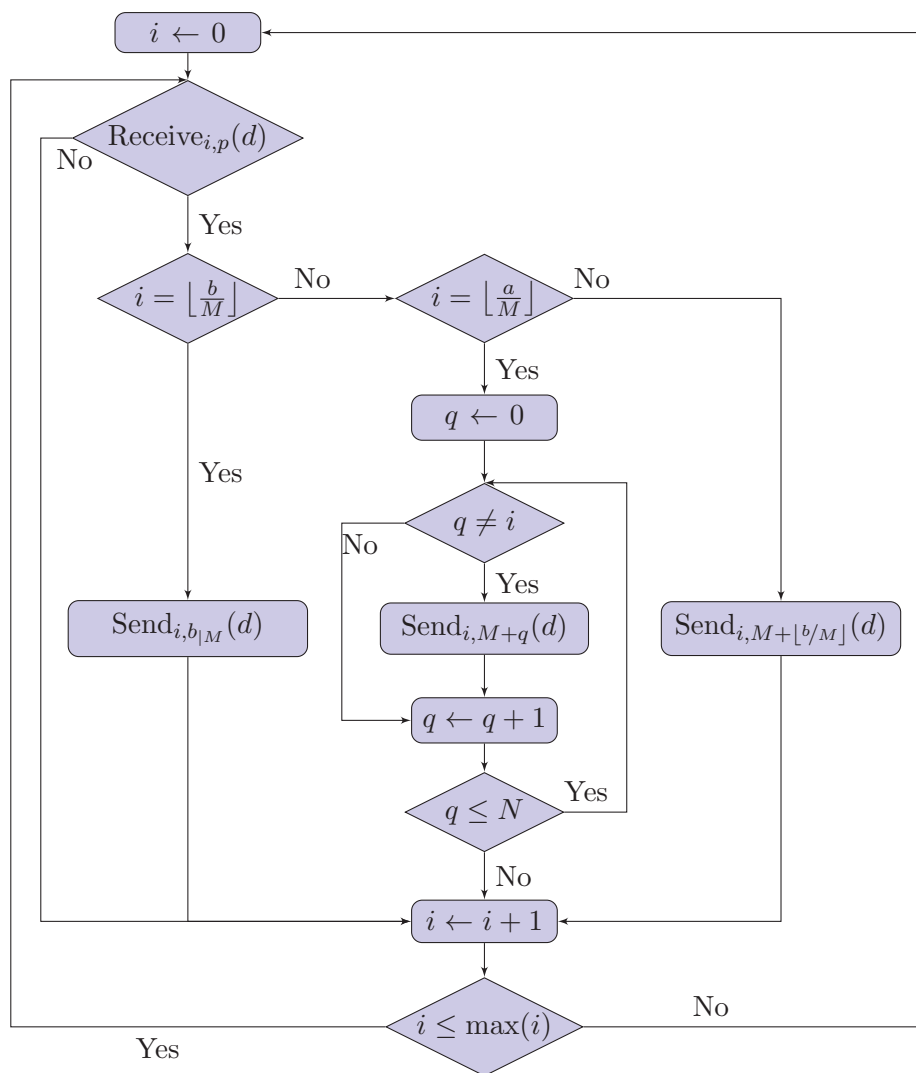 i ← 0
Receive_{i,p}(d)
No
Yes
i = ⌊b/M⌋
No
i = ⌊a/M⌋
No
Yes
q ← 0
Yes
q ≠ i
No
Yes
Send_{i,b_{|M}}(d)
Send_{i,M+q}(d)
Send_{i,M+⌊b/M⌋}(d)
q ← q + 1
q ≤ N
Yes
No
i ← i + 1
i ≤ max(i)
No
Yes